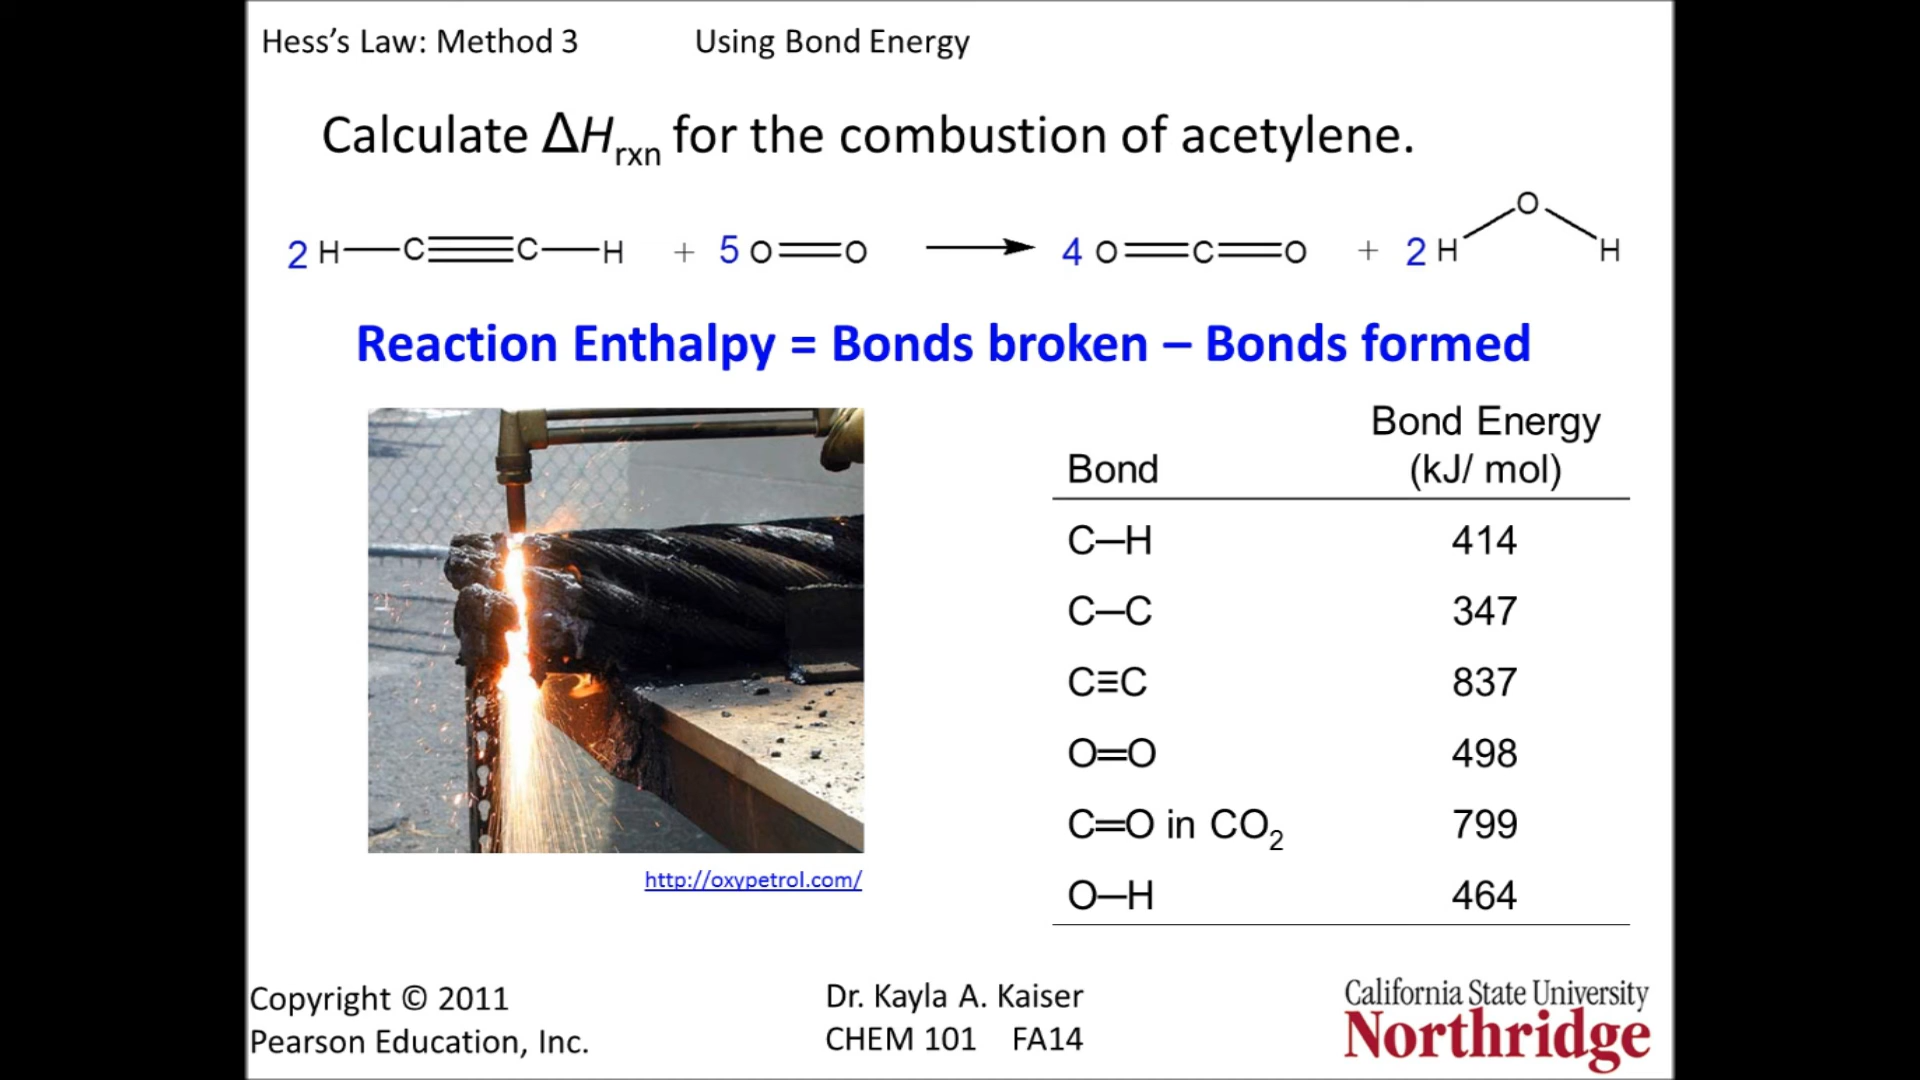 Hess's Law: Method 3 Using Bond Energy
Calculate ΔHrxn for the combustion of acetylene.
2 H—C≡C—H + 5 O=O → 4 O=C=O + 2 H O H
Reaction Enthalpy = Bonds broken – Bonds formed
Bond Energy
Bond (kJ/ mol)
C—H 414
C—C 347
C≡C 837
O=O 498
C=O in CO2 799
O—H 464
http://oxypetrol.com/
Copyright © 2011
Pearson Education, Inc.
Dr. Kayla A. Kaiser
CHEM 101 FA14
California State University
Northridge